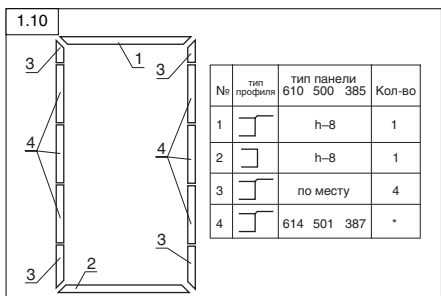 1.10
3
1
3
4
4
3
3
2
№ тип профиля тип панели 610 500 385 Кол-во
1 h–8 1
2 h–8 1
3 по месту 4
4 614 501 387 *